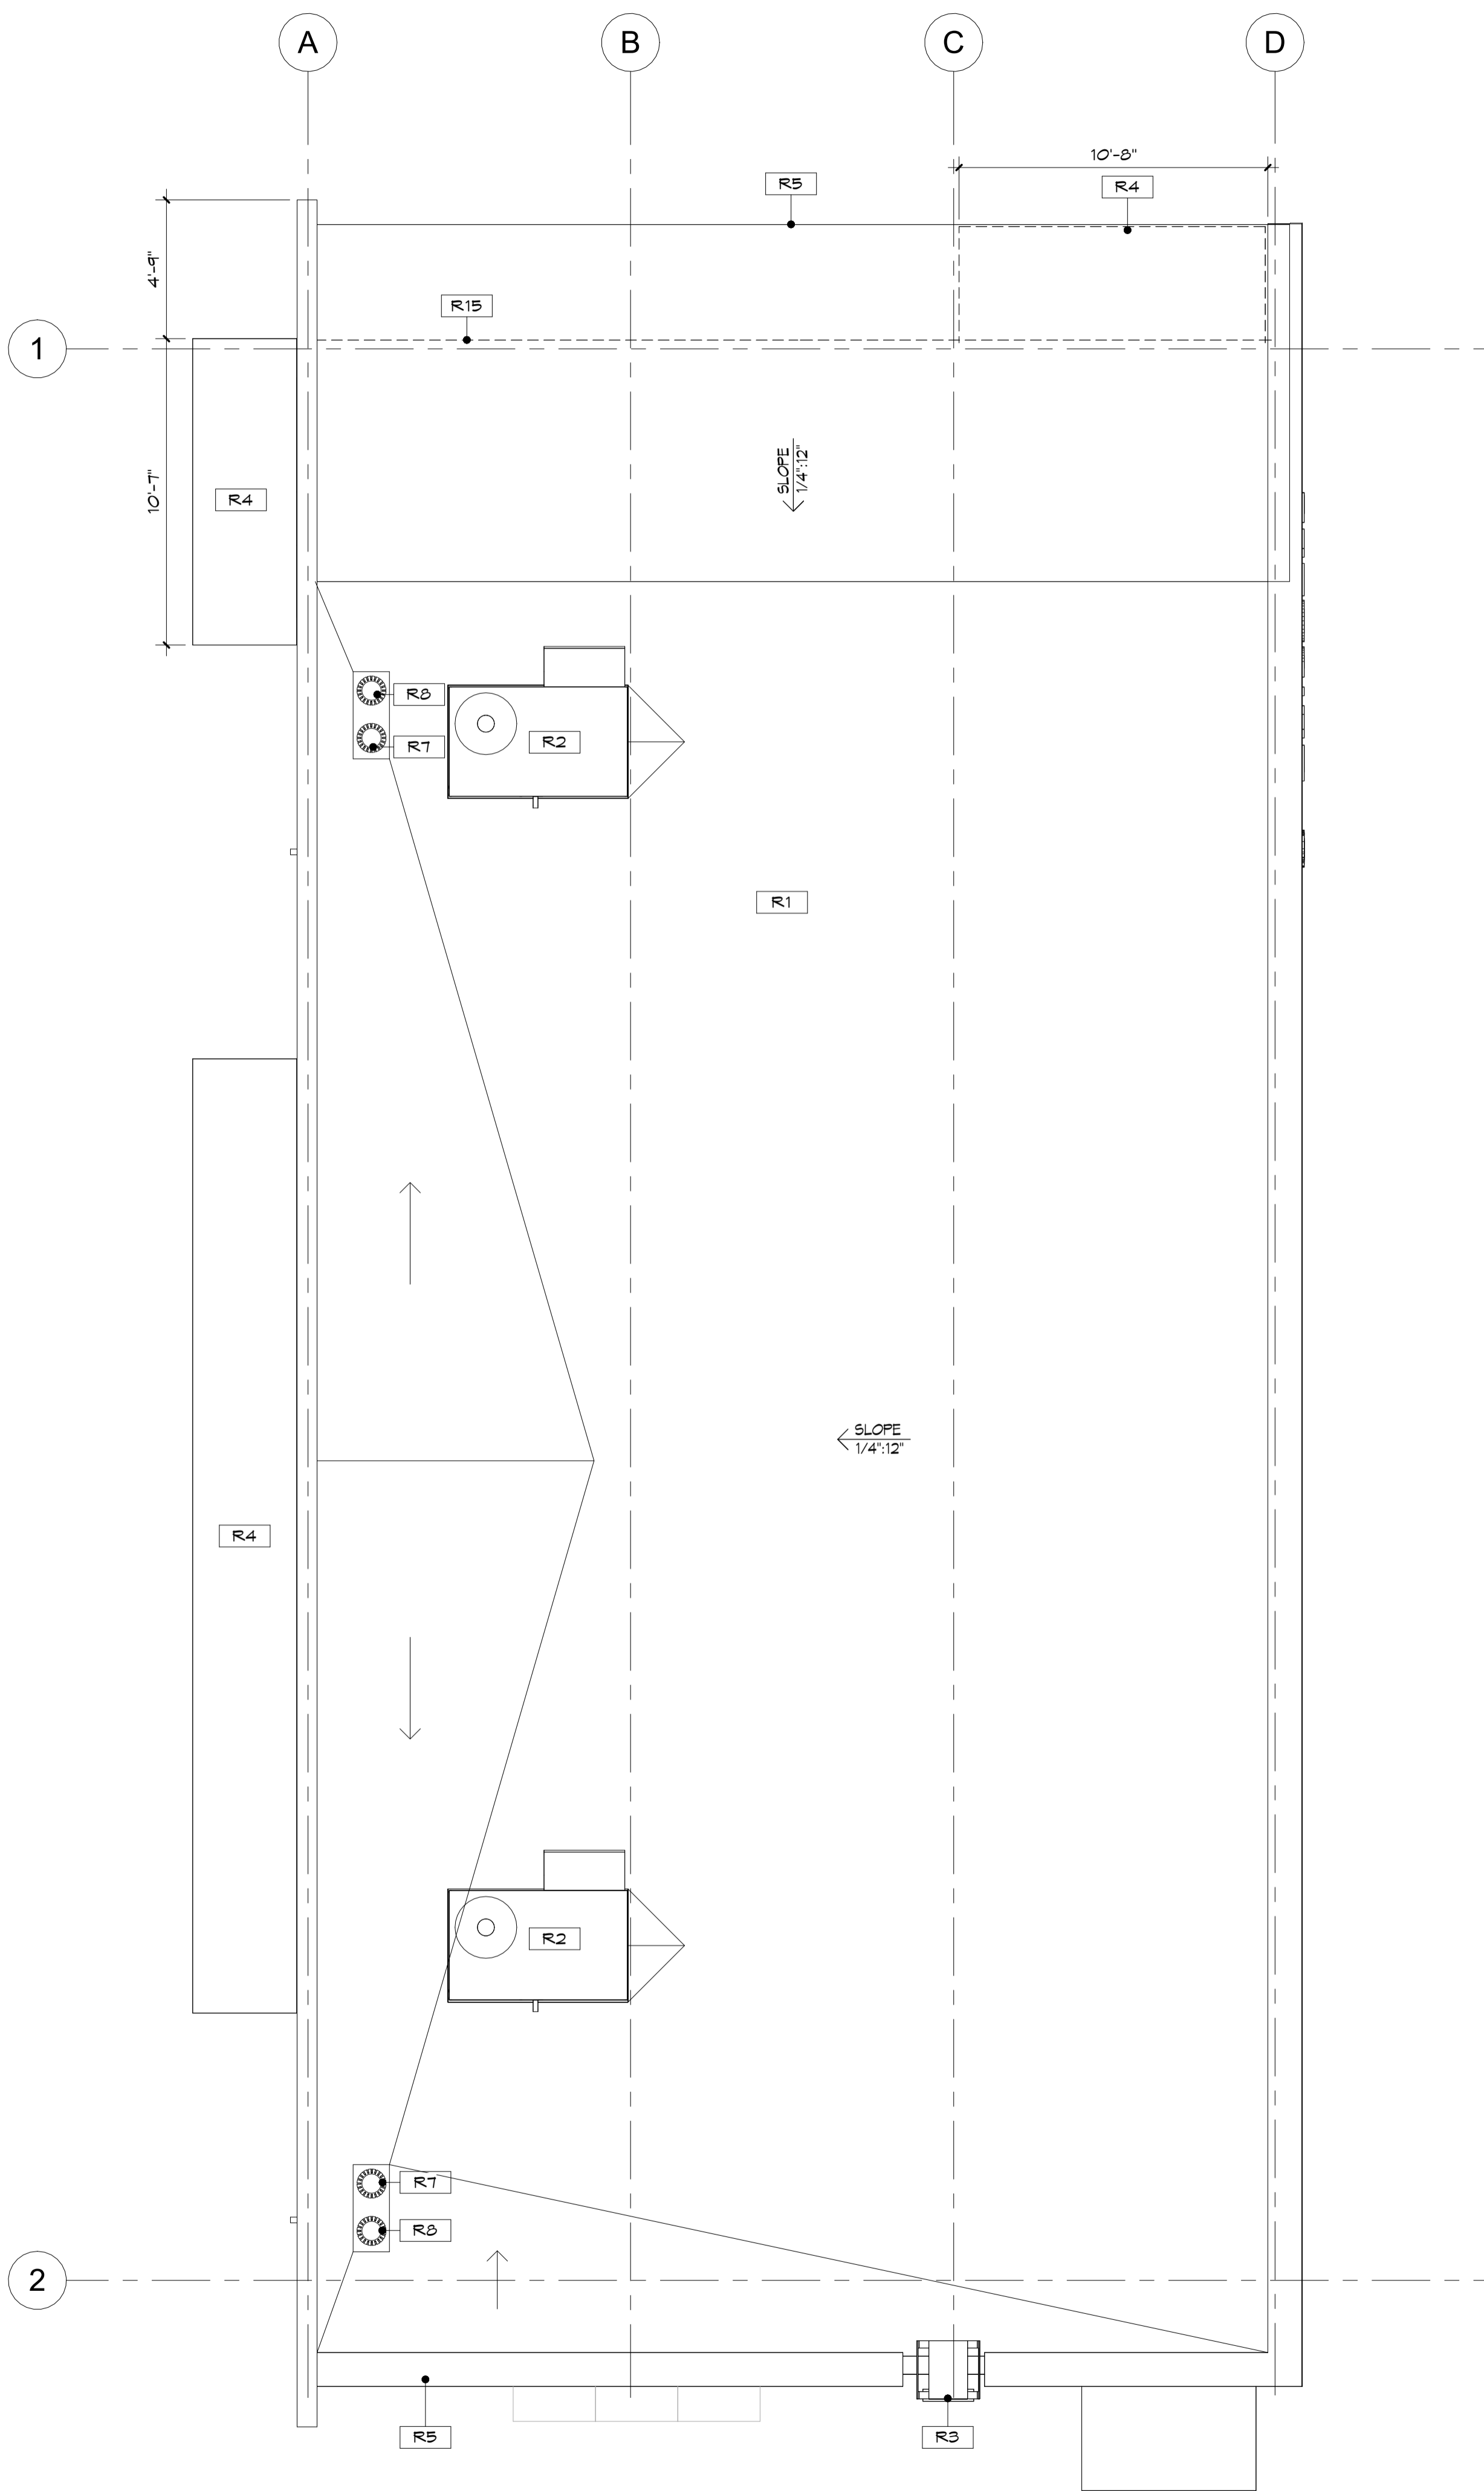 A
B
C
D
10'-8"
R5
R4
4'-9"
R15
1
SLOPE
1/4":12"
10'-7"
R4
R8
R2
R7
R1
SLOPE
1/4":12"
R4
R2
R7
R8
2
R5
R3